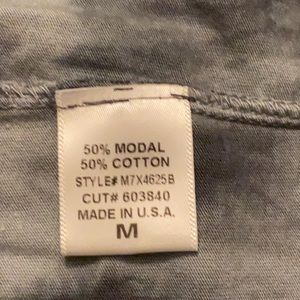 50% MODAL
50% COTTON
STYLE# M7X4625B
CUT# 603840
MADE IN U.S.A.
M